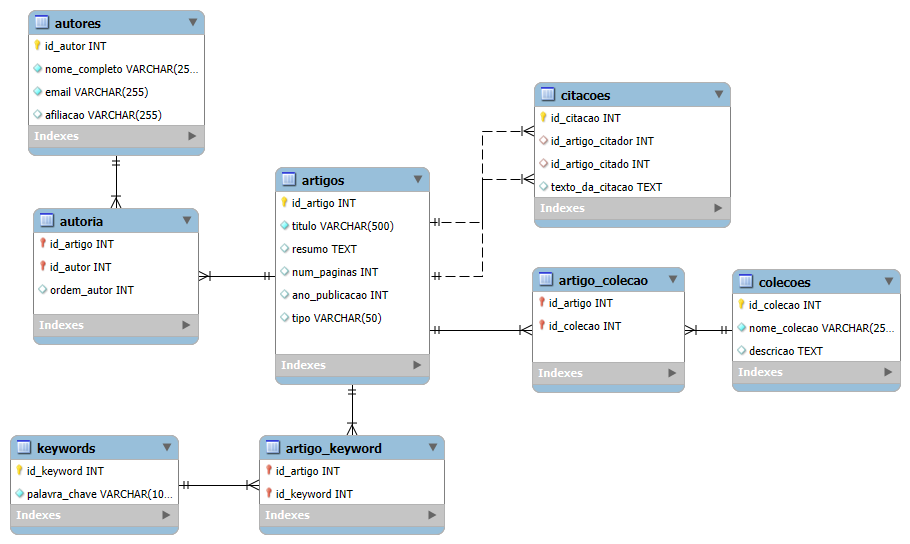 autores
id_autor INT
nome_completo VARCHAR(25...
email VARCHAR(255)
afiliacao VARCHAR(255)
Indexes
citacoes
id_citacao INT
id_artigo_citador INT
id_artigo_citado INT
texto_da_citacao TEXT
Indexes
artigos
id_artigo INT
titulo VARCHAR(500)
resumo TEXT
num_paginas INT
ano_publicacao INT
tipo VARCHAR(50)
Indexes
autoria
id_artigo INT
id_autor INT
ordem_autor INT
Indexes
artigo_colecao
id_artigo INT
id_colecao INT
Indexes
colecoes
id_colecao INT
nome_colecao VARCHAR(25...
descricao TEXT
Indexes
keywords
id_keyword INT
palavra_chave VARCHAR(10...
Indexes
artigo_keyword
id_artigo INT
id_keyword INT
Indexes